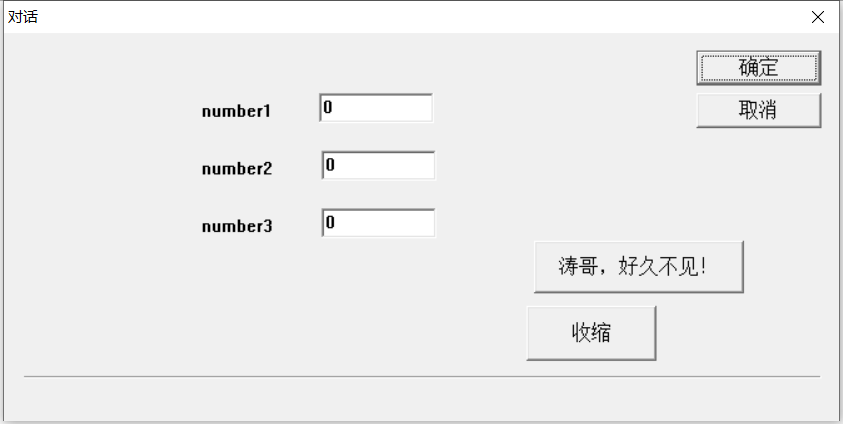 对话
确定
number1 0
取消
number2 0
number3 0
涛哥，好久不见！
收缩